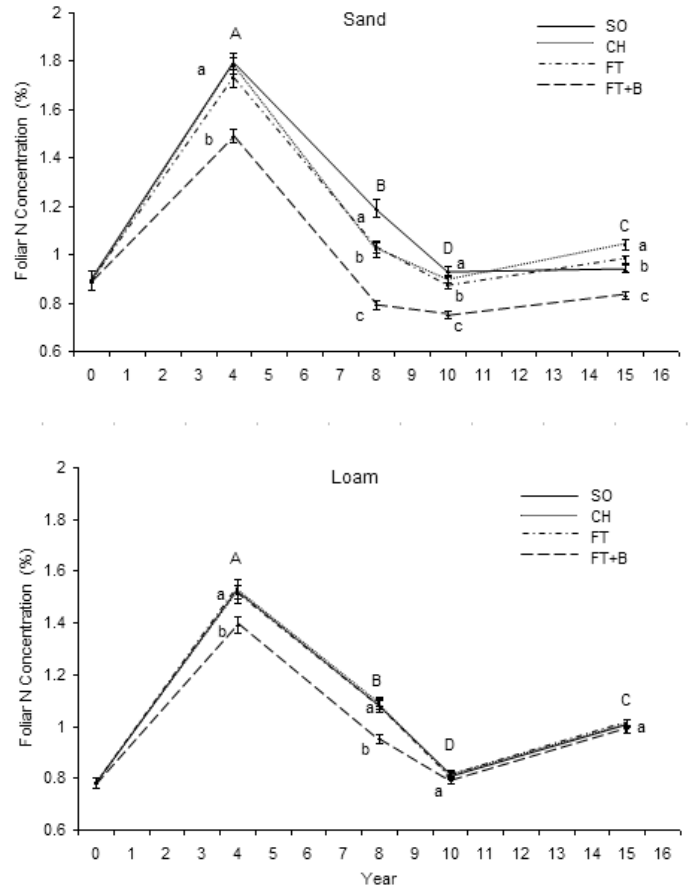 Sand
SO
CH
FT
FT+B
Foliar N Concentration (%)
2
1.8
1.6
1.4
1.2
1
0.8
0.6
A
a
b
B
a
b
c
D
a
b
c
C
a
b
c
0 1 2 3 4 5 6 7 8 9 10 11 12 13 14 15 16
Loam
SO
CH
FT
FT+B
Foliar N Concentration (%)
2
1.8
1.6
1.4
1.2
1
0.8
0.6
A
a
b
B
a
b
D
a
C
a
0 1 2 3 4 5 6 7 8 9 10 11 12 13 14 15 16
Year